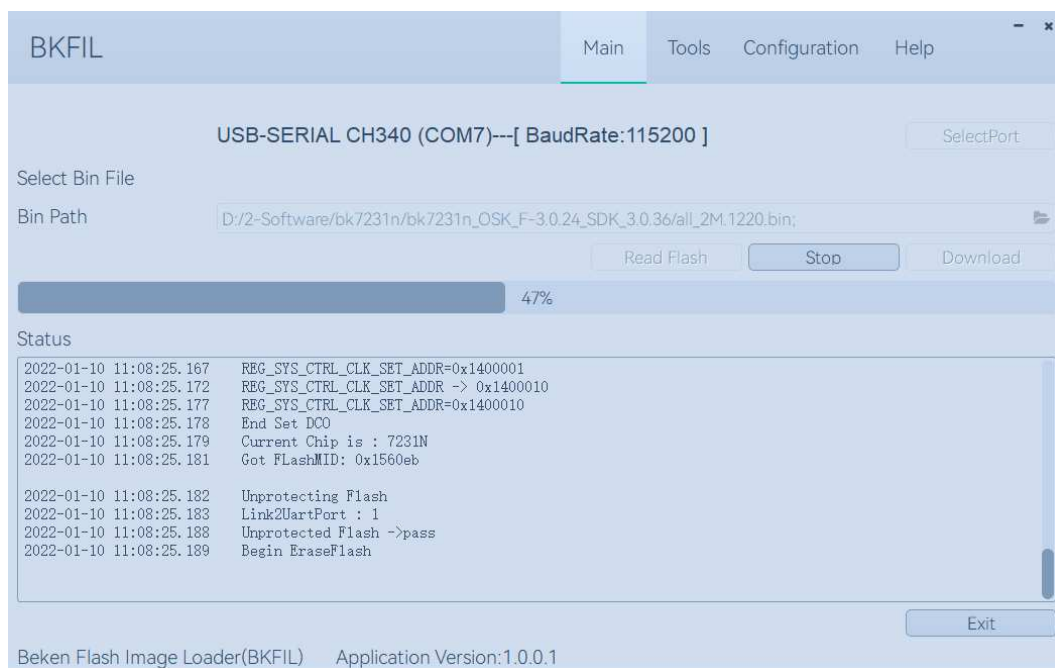 BKFIL
Main Tools Configuration Help
USB-SERIAL CH340 (COM7)---[ BaudRate:115200 ]
SelectPort
Select Bin File
Bin Path D:/2-Software/bk7231n/bk7231n_OSK_F-3.0.24_SDK_3.0.36/all_2M.1220.bin;
Read Flash Stop Download
47%
Status
2022-01-10 11:08:25.167 REG_SYS_CTRL_CLK_SET_ADDR=0x1400001
2022-01-10 11:08:25.172 REG_SYS_CTRL_CLK_SET_ADDR -> 0x1400010
2022-01-10 11:08:25.177 REG_SYS_CTRL_CLK_SET_ADDR=0x1400010
2022-01-10 11:08:25.178 End Set DCO
2022-01-10 11:08:25.179 Current Chip is : 7231N
2022-01-10 11:08:25.181 Got FLashMID: 0x1560eb
2022-01-10 11:08:25.182 Unprotecting Flash
2022-01-10 11:08:25.183 Link2UartPort : 1
2022-01-10 11:08:25.188 Unprotected Flash ->pass
2022-01-10 11:08:25.189 Begin EraseFlash
Exit
Beken Flash Image Loader(BKFIL) Application Version:1.0.0.1